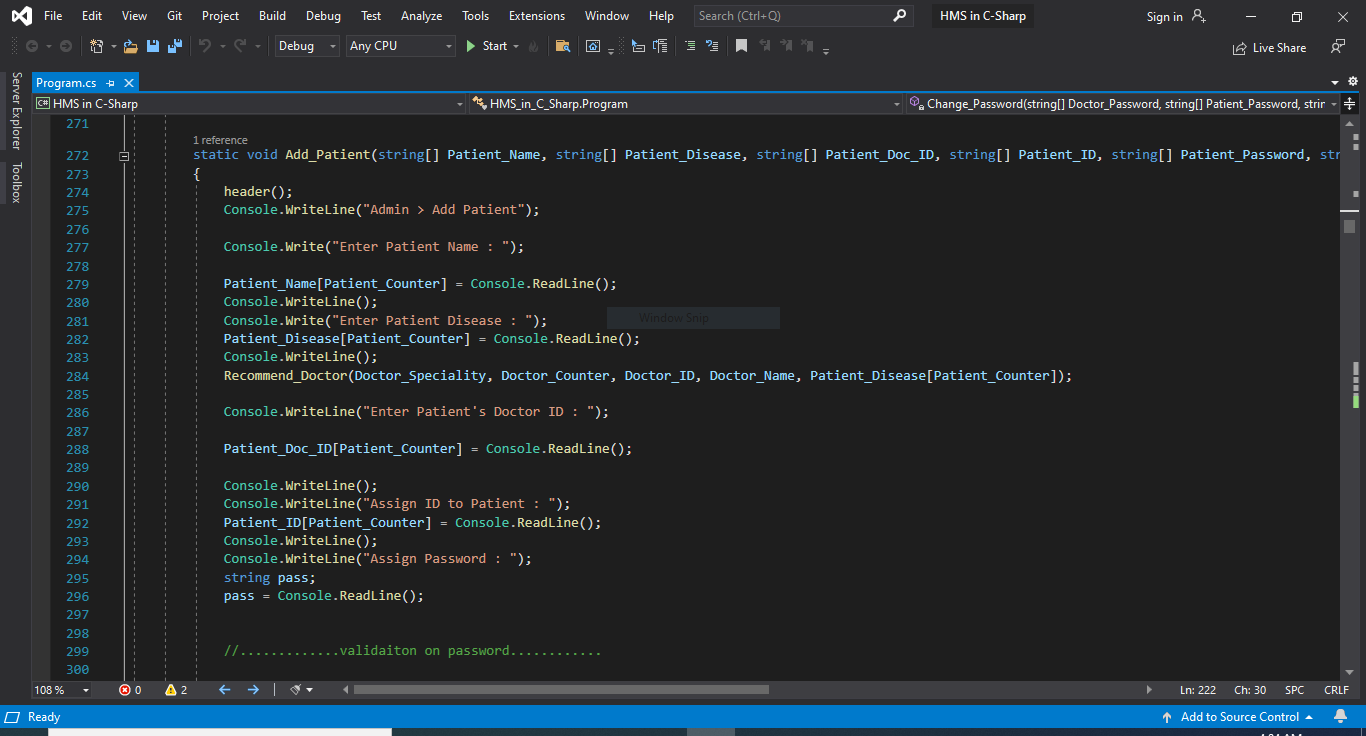 File Edit View Git Project Build Debug Test Analyze Tools Extensions Window Help Search (Ctrl+Q) HMS in C-Sharp Sign in
Debug Any CPU Start Live Share
Server Explorer
Toolbox
Program.cs
C# HMS in C-Sharp HMS_in_C_Sharp.Program Change_Password(string[] Doctor_Password, string[] Patient_Password, strin
271
1 reference
272 static void Add_Patient(string[] Patient_Name, string[] Patient_Disease, string[] Patient_Doc_ID, string[] Patient_ID, string[] Patient_Password, str
273 {
274 header();
275 Console.WriteLine("Admin > Add Patient");
276
277 Console.Write("Enter Patient Name : ");
278
279 Patient_Name[Patient_Counter] = Console.ReadLine();
280 Console.WriteLine();
281 Console.Write("Enter Patient Disease : ");
Window Snip
282 Patient_Disease[Patient_Counter] = Console.ReadLine();
283 Console.WriteLine();
284 Recommend_Doctor(Doctor_Speciality, Doctor_Counter, Doctor_ID, Doctor_Name, Patient_Disease[Patient_Counter]);
285
286 Console.WriteLine("Enter Patient's Doctor ID : ");
287
288 Patient_Doc_ID[Patient_Counter] = Console.ReadLine();
289
290 Console.WriteLine();
291 Console.WriteLine("Assign ID to Patient : ");
292 Patient_ID[Patient_Counter] = Console.ReadLine();
293 Console.WriteLine();
294 Console.WriteLine("Assign Password : ");
295 string pass;
296 pass = Console.ReadLine();
297
298
299 //.............validaiton on password............
300
108 % 0 2 Ln: 222 Ch: 30 SPC CRLF
Ready Add to Source Control